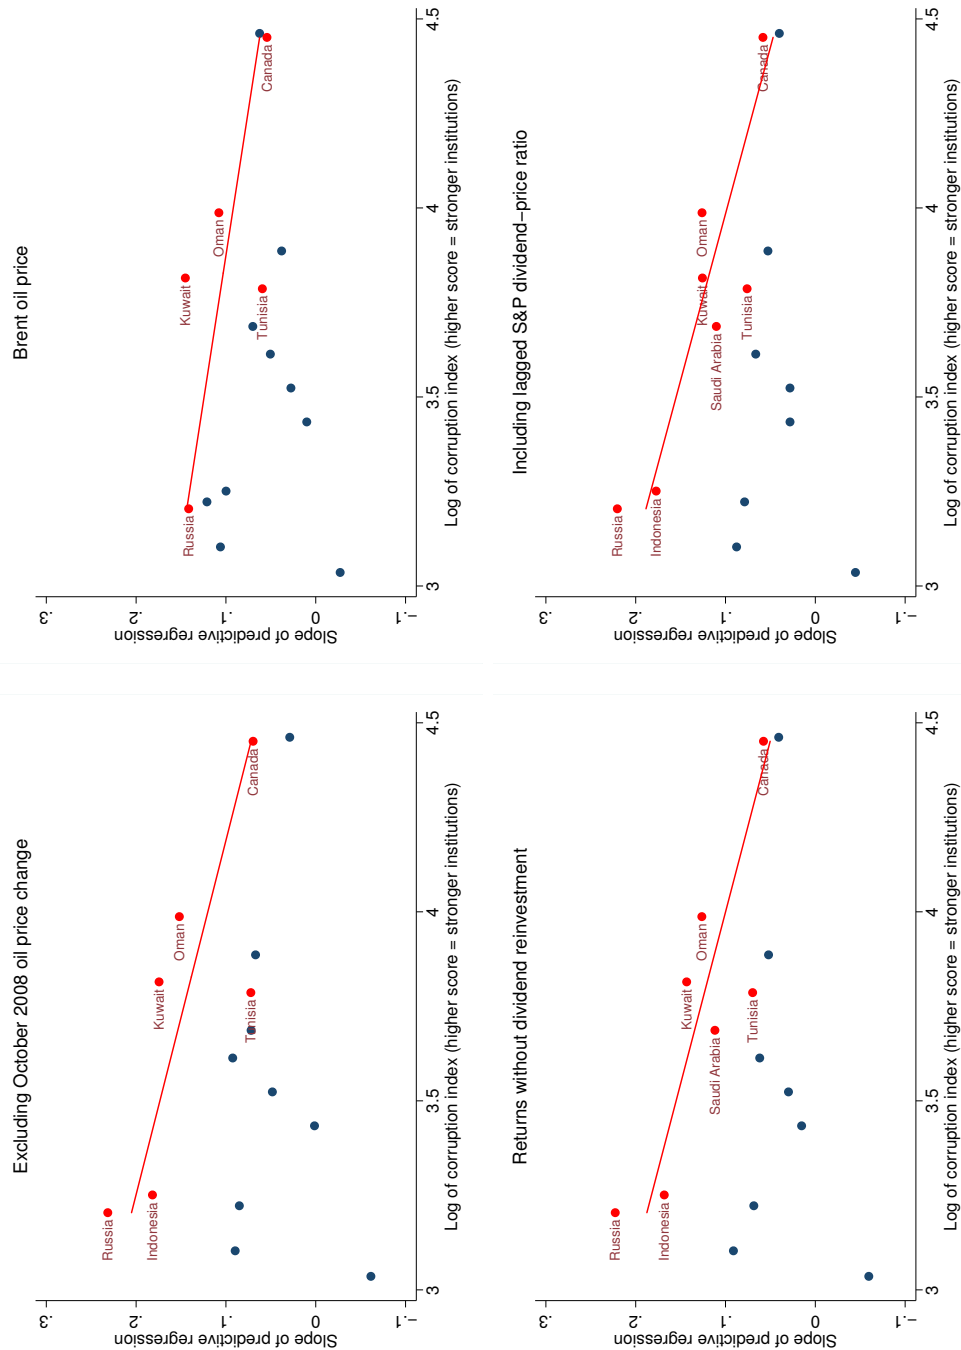 Excluding October 2008 oil price change
Slope of predictive regression
.3
.2
.1
0
-.1
Russia
Indonesia
Kuwait
Oman
Tunisia
Canada
3
3.5
4
4.5
Log of corruption index (higher score = stronger institutions)
Brent oil price
Slope of predictive regression
.3
.2
.1
0
-.1
Russia
Kuwait
Oman
Tunisia
Canada
3
3.5
4
4.5
Log of corruption index (higher score = stronger institutions)
Returns without dividend reinvestment
Slope of predictive regression
.3
.2
.1
0
-.1
Russia
Indonesia
Kuwait
Oman
Saudi Arabia
Tunisia
Canada
3
3.5
4
4.5
Log of corruption index (higher score = stronger institutions)
Including lagged S&P dividend-price ratio
Slope of predictive regression
.3
.2
.1
0
-.1
Russia
Indonesia
Kuwait
Oman
Saudi Arabia
Tunisia
Canada
3
3.5
4
4.5
Log of corruption index (higher score = stronger institutions)